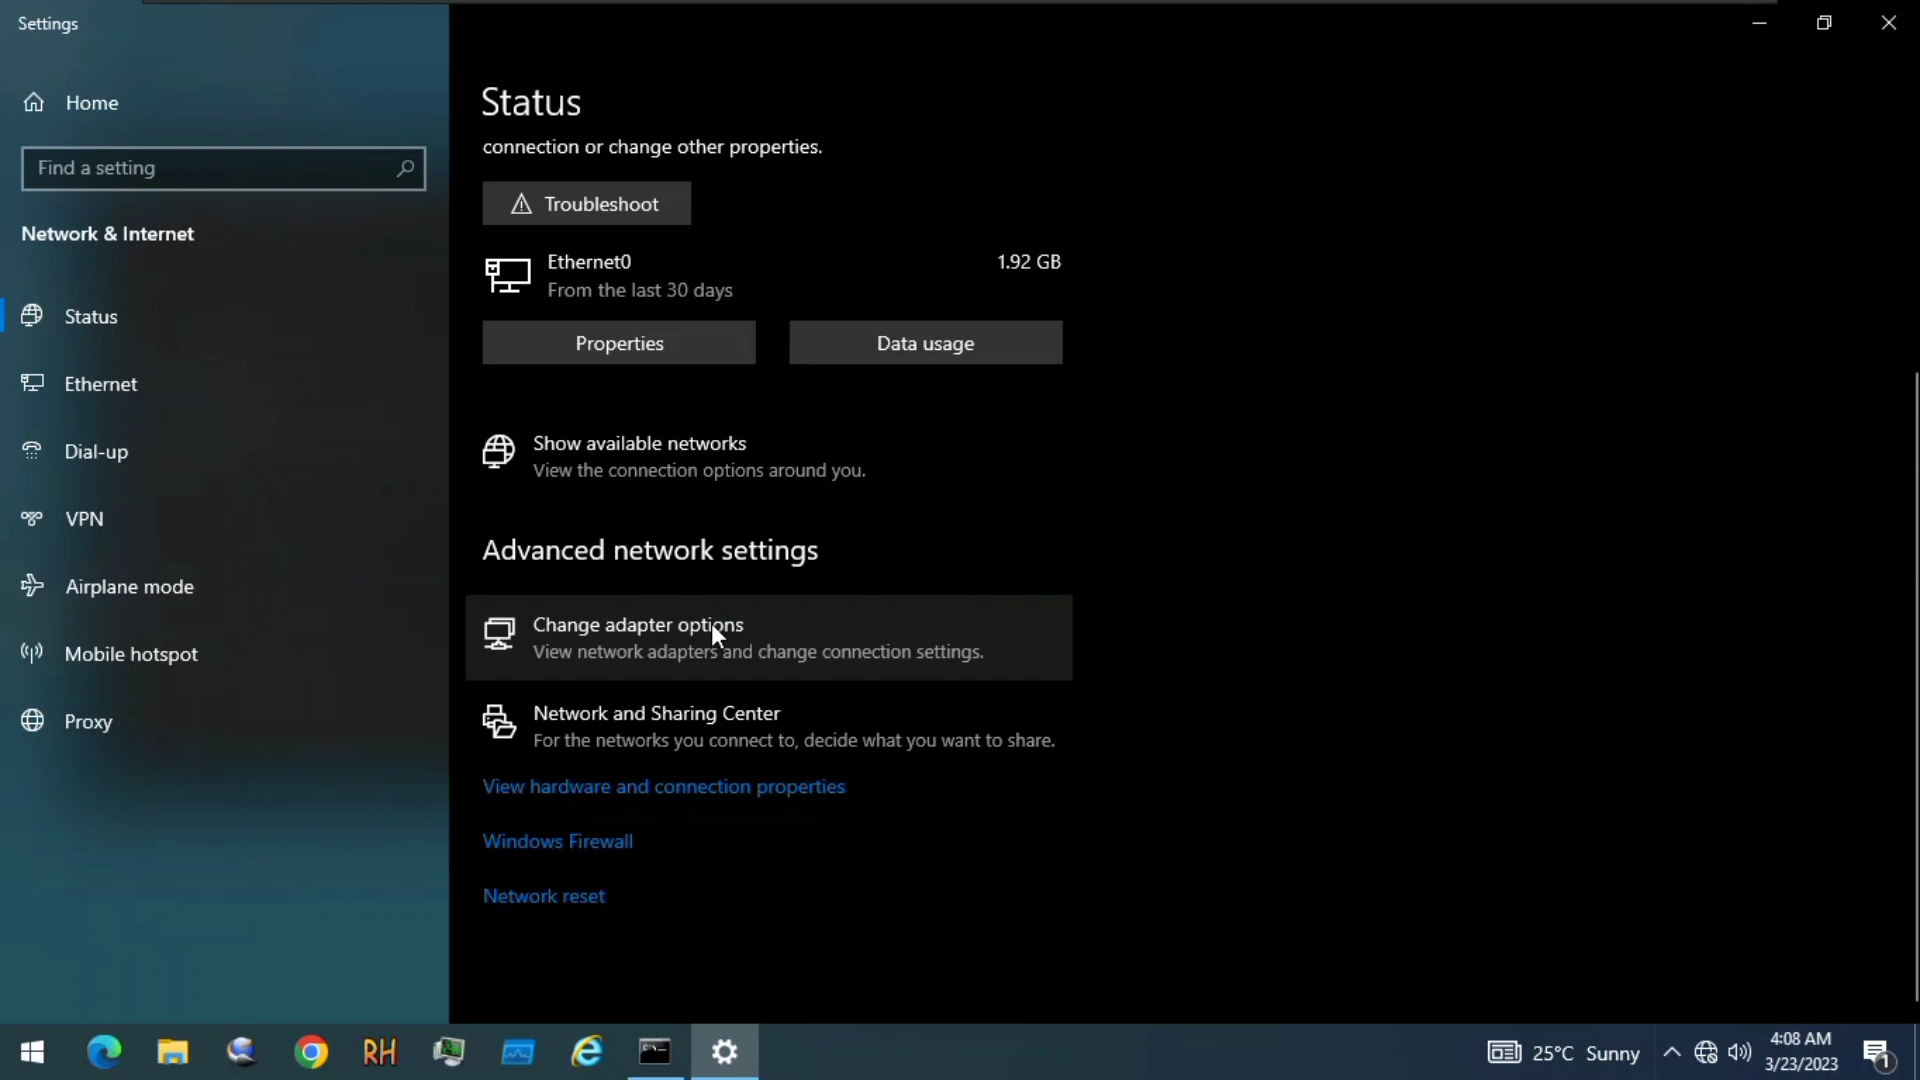 Settings
Home
Find a setting
Network & Internet
Status
Ethernet
Dial-up
VPN
Airplane mode
Mobile hotspot
Proxy
Status
connection or change other properties.
Troubleshoot
Ethernet0
1.92 GB
From the last 30 days
Properties
Data usage
Show available networks
View the connection options around you.
Advanced network settings
Change adapter options
View network adapters and change connection settings.
Network and Sharing Center
For the networks you connect to, decide what you want to share.
View hardware and connection properties
Windows Firewall
Network reset
RH
25°C Sunny
4:08 AM
3/23/2023
1